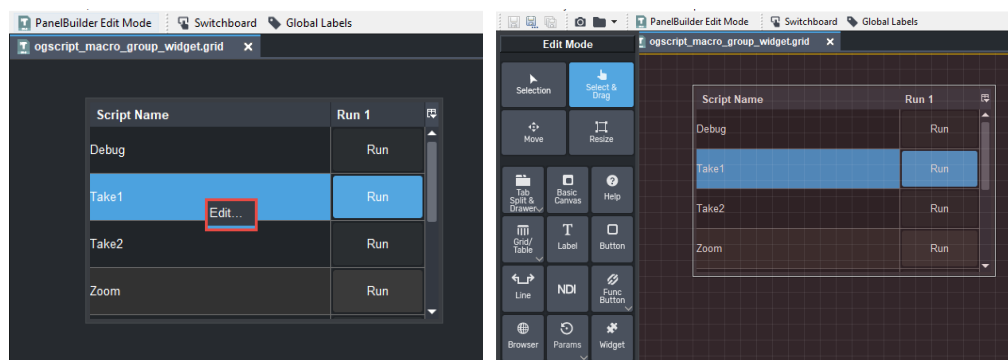 PanelBuilder Edit Mode Switchboard Global Labels
ogscript_macro_group_widget.grid
Script Name Run 1
Debug Run
Take1 Run
Edit...
Take2 Run
Zoom Run
PanelBuilder Edit Mode Switchboard Global Labels
Edit Mode
ogscript_macro_group_widget.grid
Selection
Select &
Drag
Move
Resize
Tab
Split &
Drawer
Basic
Canvas
Help
Grid/
Table
T
Label
Button
Line
NDI
Func
Button
Browser
Params
Widget
Script Name Run 1
Debug Run
Take1 Run
Take2 Run
Zoom Run